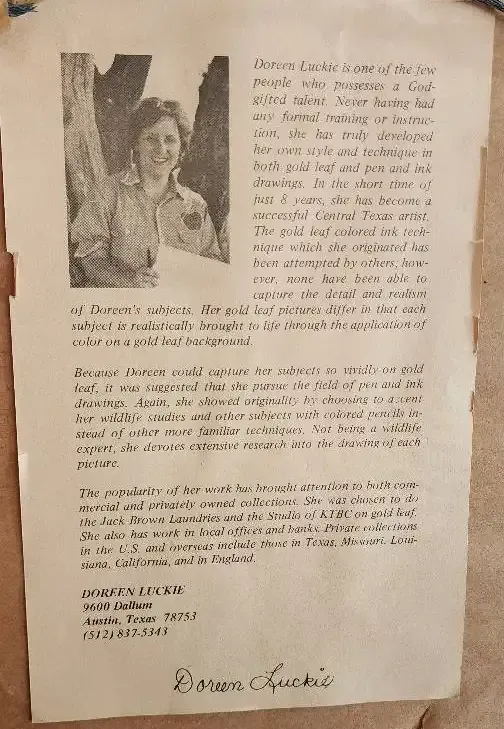 Doreen Luckie is one of the few
people who possesses a God-
gifted talent. Never having had
any formal training or instruc-
tion, she has truly developed
her own style and technique in
both gold leaf and pen and ink
drawings. In the short time of
just 8 years, she has become a
successful Central Texas artist.
The gold leaf colored ink tech-
nique which she originated has
been attempted by others, how-
ever, none have been able to
capture the detail and realism
of Doreen's subjects. Her gold leaf pictures differ in that each
subject is realistically brought to life through the application of
color on a gold leaf background.
Because Doreen could capture her subjects so vividly on gold
leaf, it was suggested that she pursue the field of pen and ink
drawings. Again, she showed originality by choosing to accent
her wildlife studies and other subjects with colored pencils in-
stead of other more familiar techniques. Not being a wildlife
expert, she devotes extensive research into the drawing of each
picture.
The popularity of her work has brought attention to both com-
mercial and privately owned collections. She was chosen to do
the Jack Brown Laundries and the Studio of KTBC on gold leaf.
She also has work in local offices and banks. Private collections
in the U.S. and overseas include those in Texas, Missouri, Loui-
siana, California, and in England.
DOREEN LUCKIE
9600 Dallum
Austin, Texas 78753
(512) 837-5343
Doreen Luckie